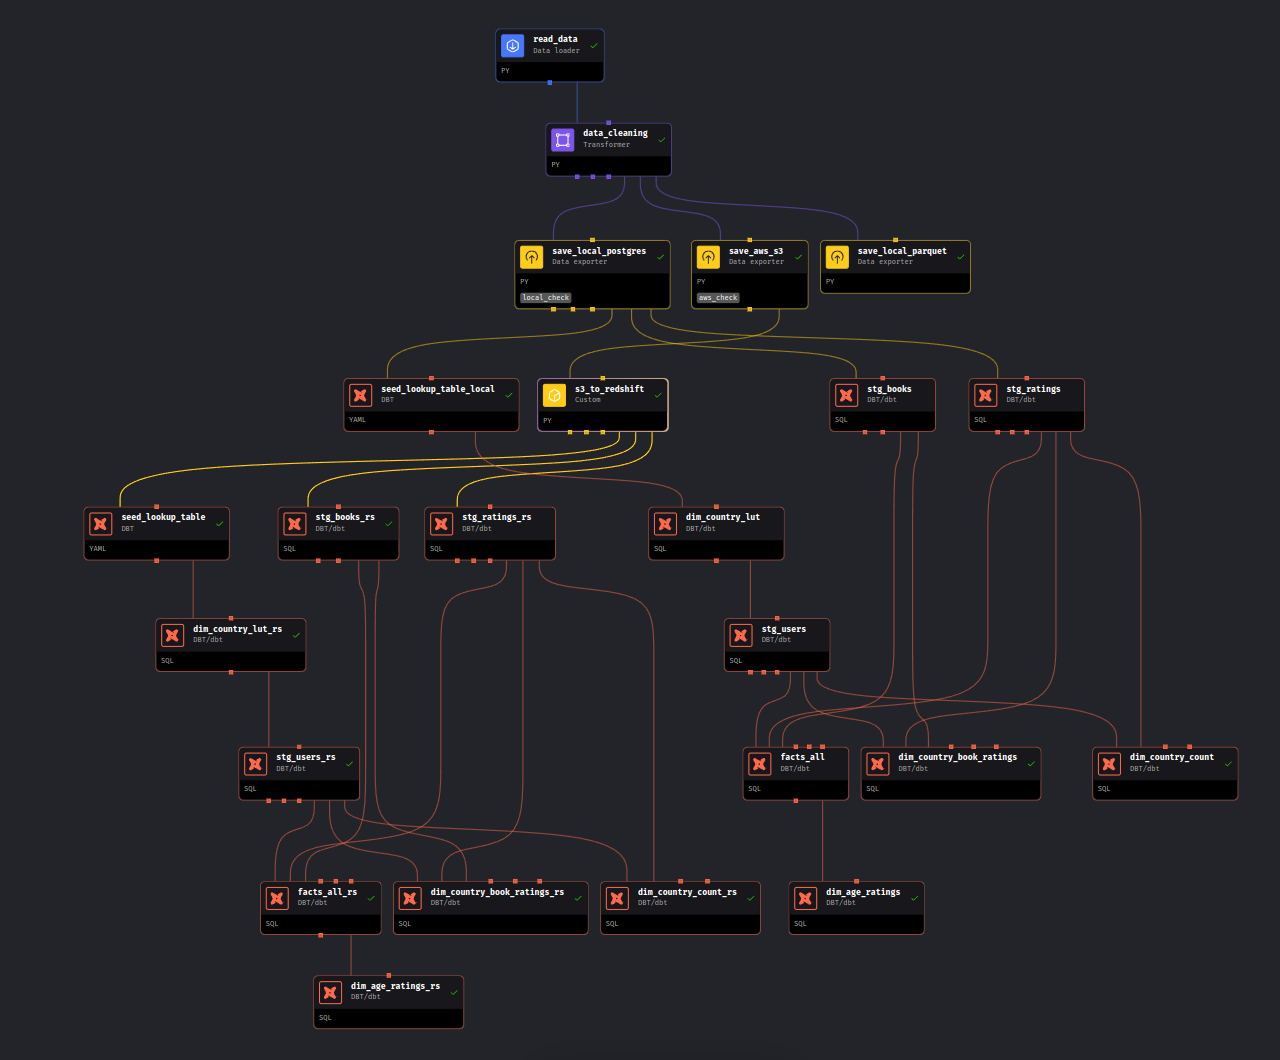 read_data
Data loader
PY
data_cleaning
Transformer
PY
save_local_postgres
Data exporter
PY
local_check
save_aws_s3
Data exporter
PY
aws_check
save_local_parquet
Data exporter
PY
seed_lookup_table_local
DBT
YAML
s3_to_redshift
Custom
PY
stg_books
DBT/dbt
SQL
stg_ratings
DBT/dbt
SQL
seed_lookup_table
DBT
YAML
stg_books_rs
DBT/dbt
SQL
stg_ratings_rs
DBT/dbt
SQL
dim_country_lut
DBT/dbt
SQL
dim_country_lut_rs
DBT/dbt
SQL
stg_users
DBT/dbt
SQL
stg_users_rs
DBT/dbt
SQL
facts_all
DBT/dbt
SQL
dim_country_book_ratings
DBT/dbt
SQL
dim_country_count
DBT/dbt
SQL
facts_all_rs
DBT/dbt
SQL
dim_country_book_ratings_rs
DBT/dbt
SQL
dim_country_count_rs
DBT/dbt
SQL
dim_age_ratings
DBT/dbt
SQL
dim_age_ratings_rs
DBT/dbt
SQL